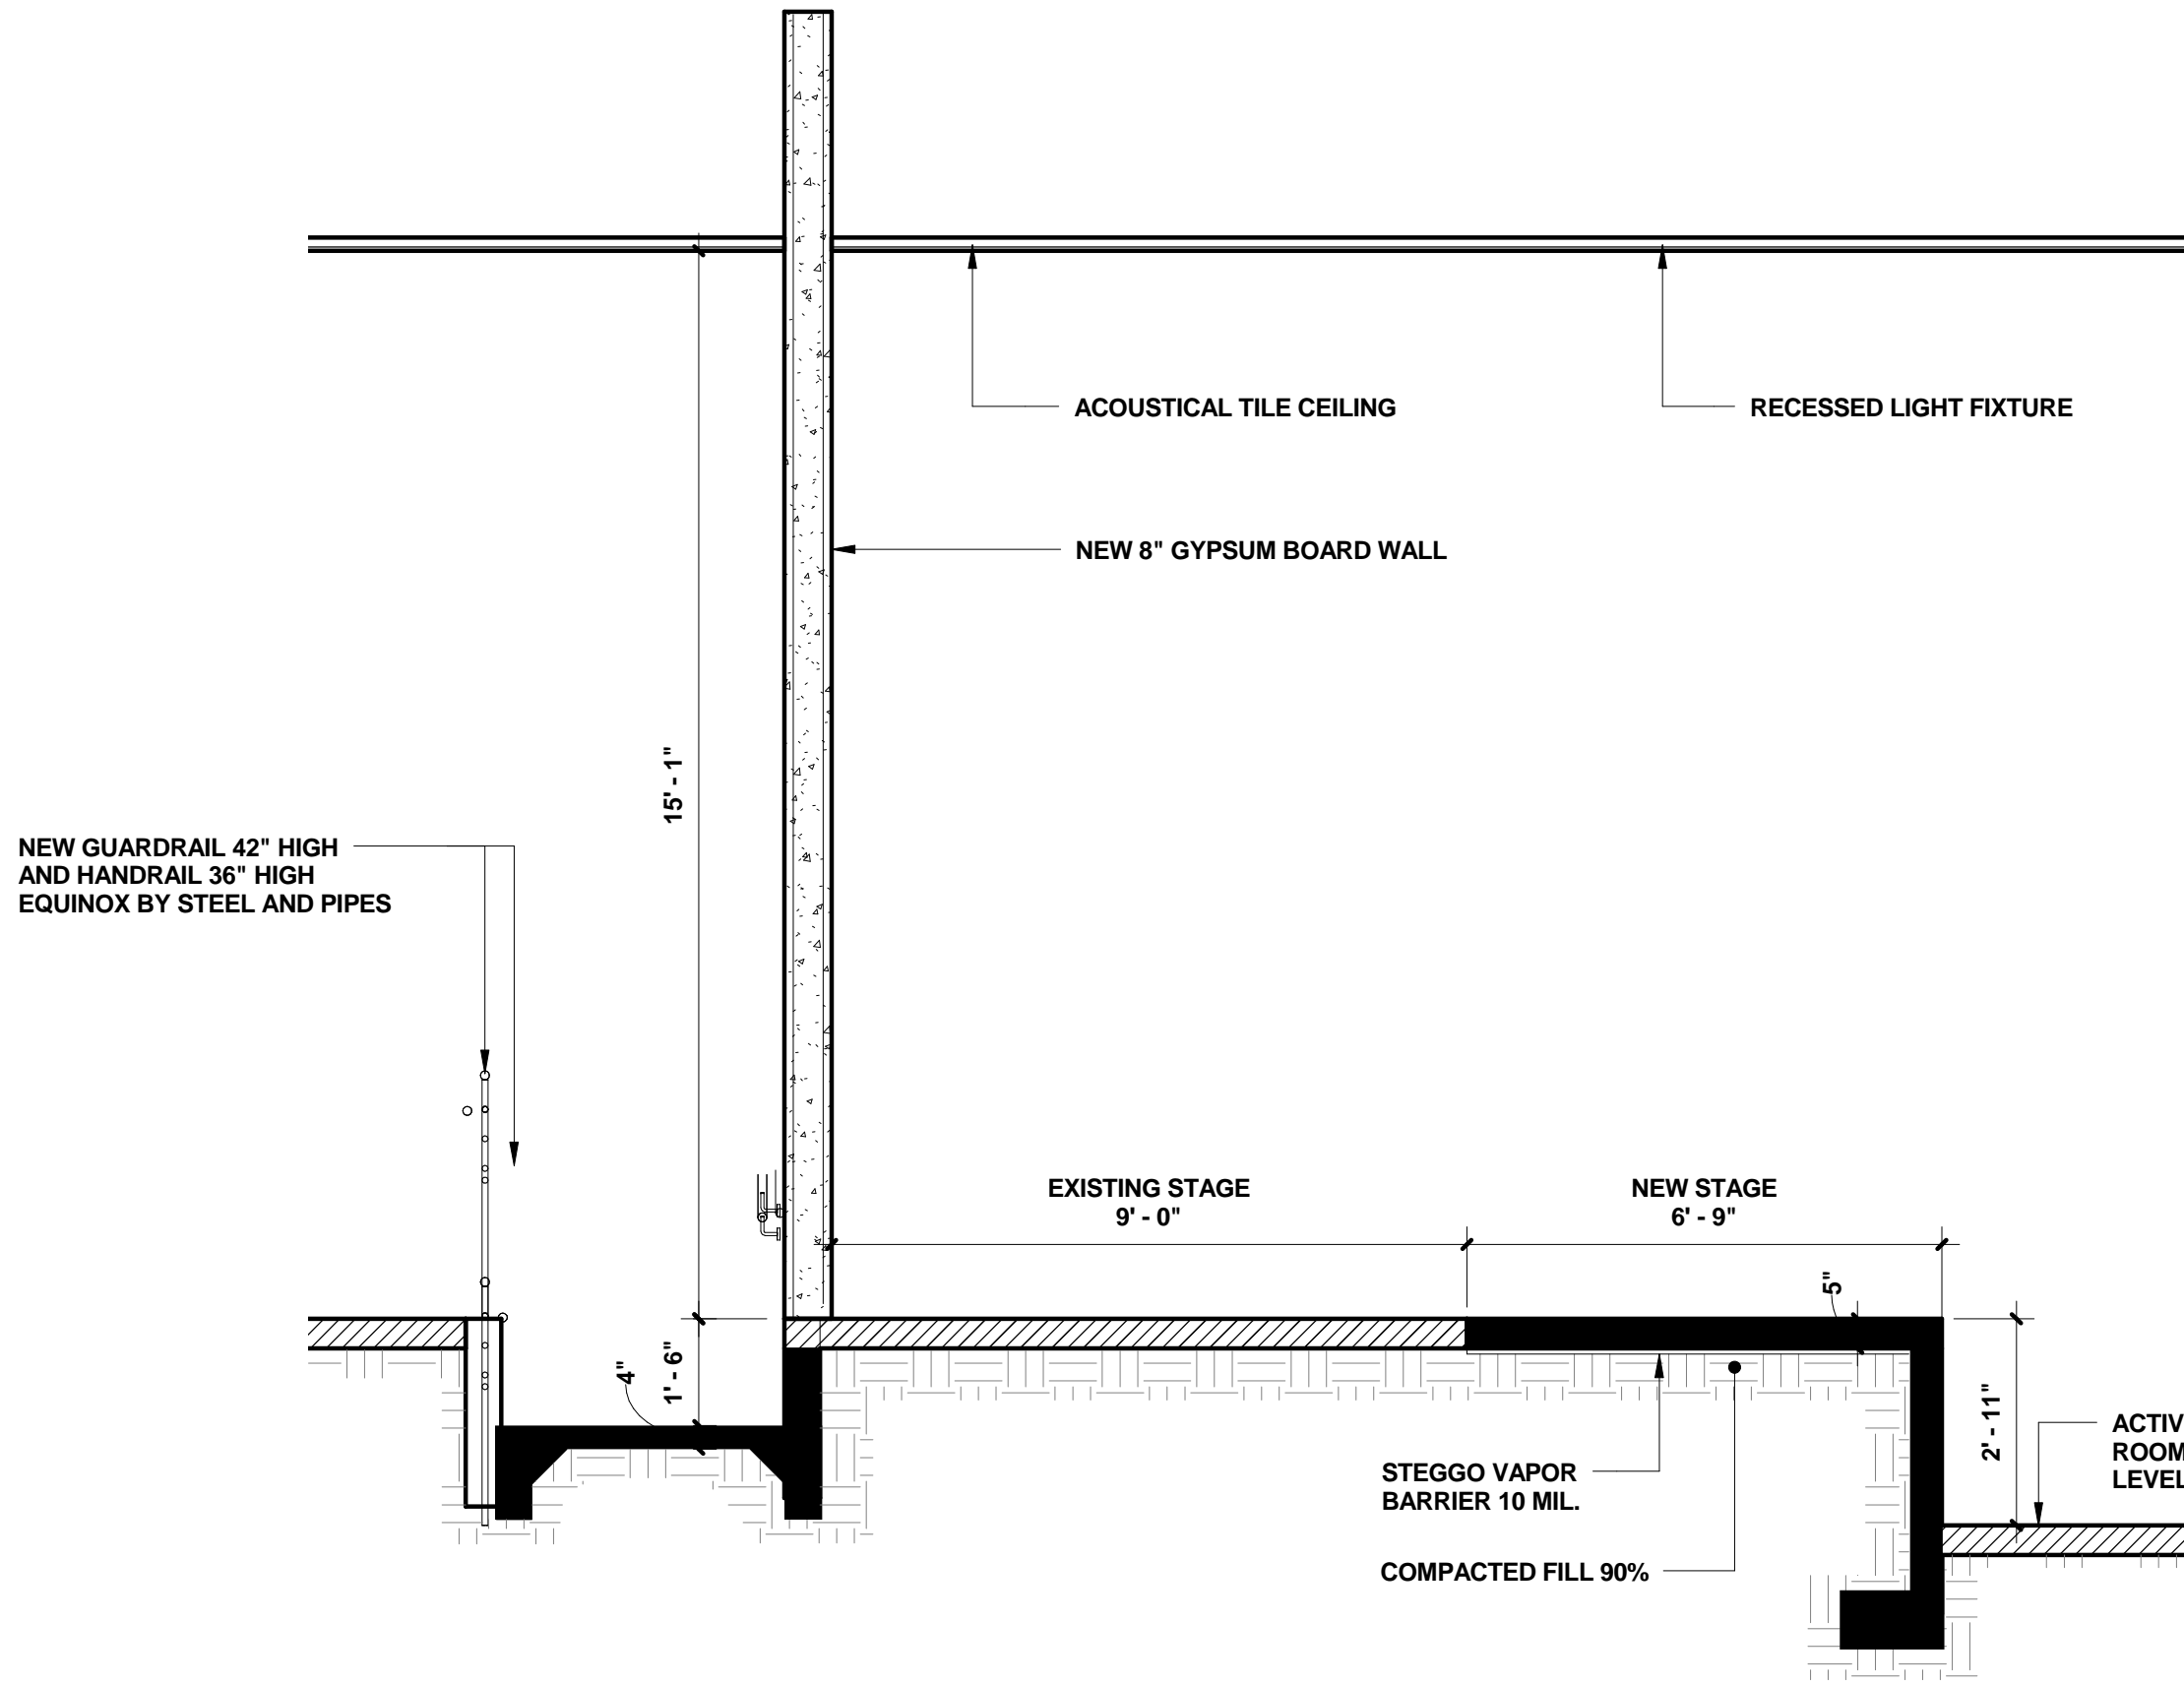 ACOUSTICAL TILE CEILING
RECESSED LIGHT FIXTURE
NEW 8" GYPSUM BOARD WALL
15' - 1"
NEW GUARDRAIL 42" HIGH
AND HANDRAIL 36" HIGH
EQUINOX BY STEEL AND PIPES
EXISTING STAGE
9' - 0"
NEW STAGE
6' - 9"
5"
4"
1' - 6"
2' - 11"
STEGGO VAPOR
BARRIER 10 MIL.
COMPACTED FILL 90%
ACTIV
ROOM
LEVEL